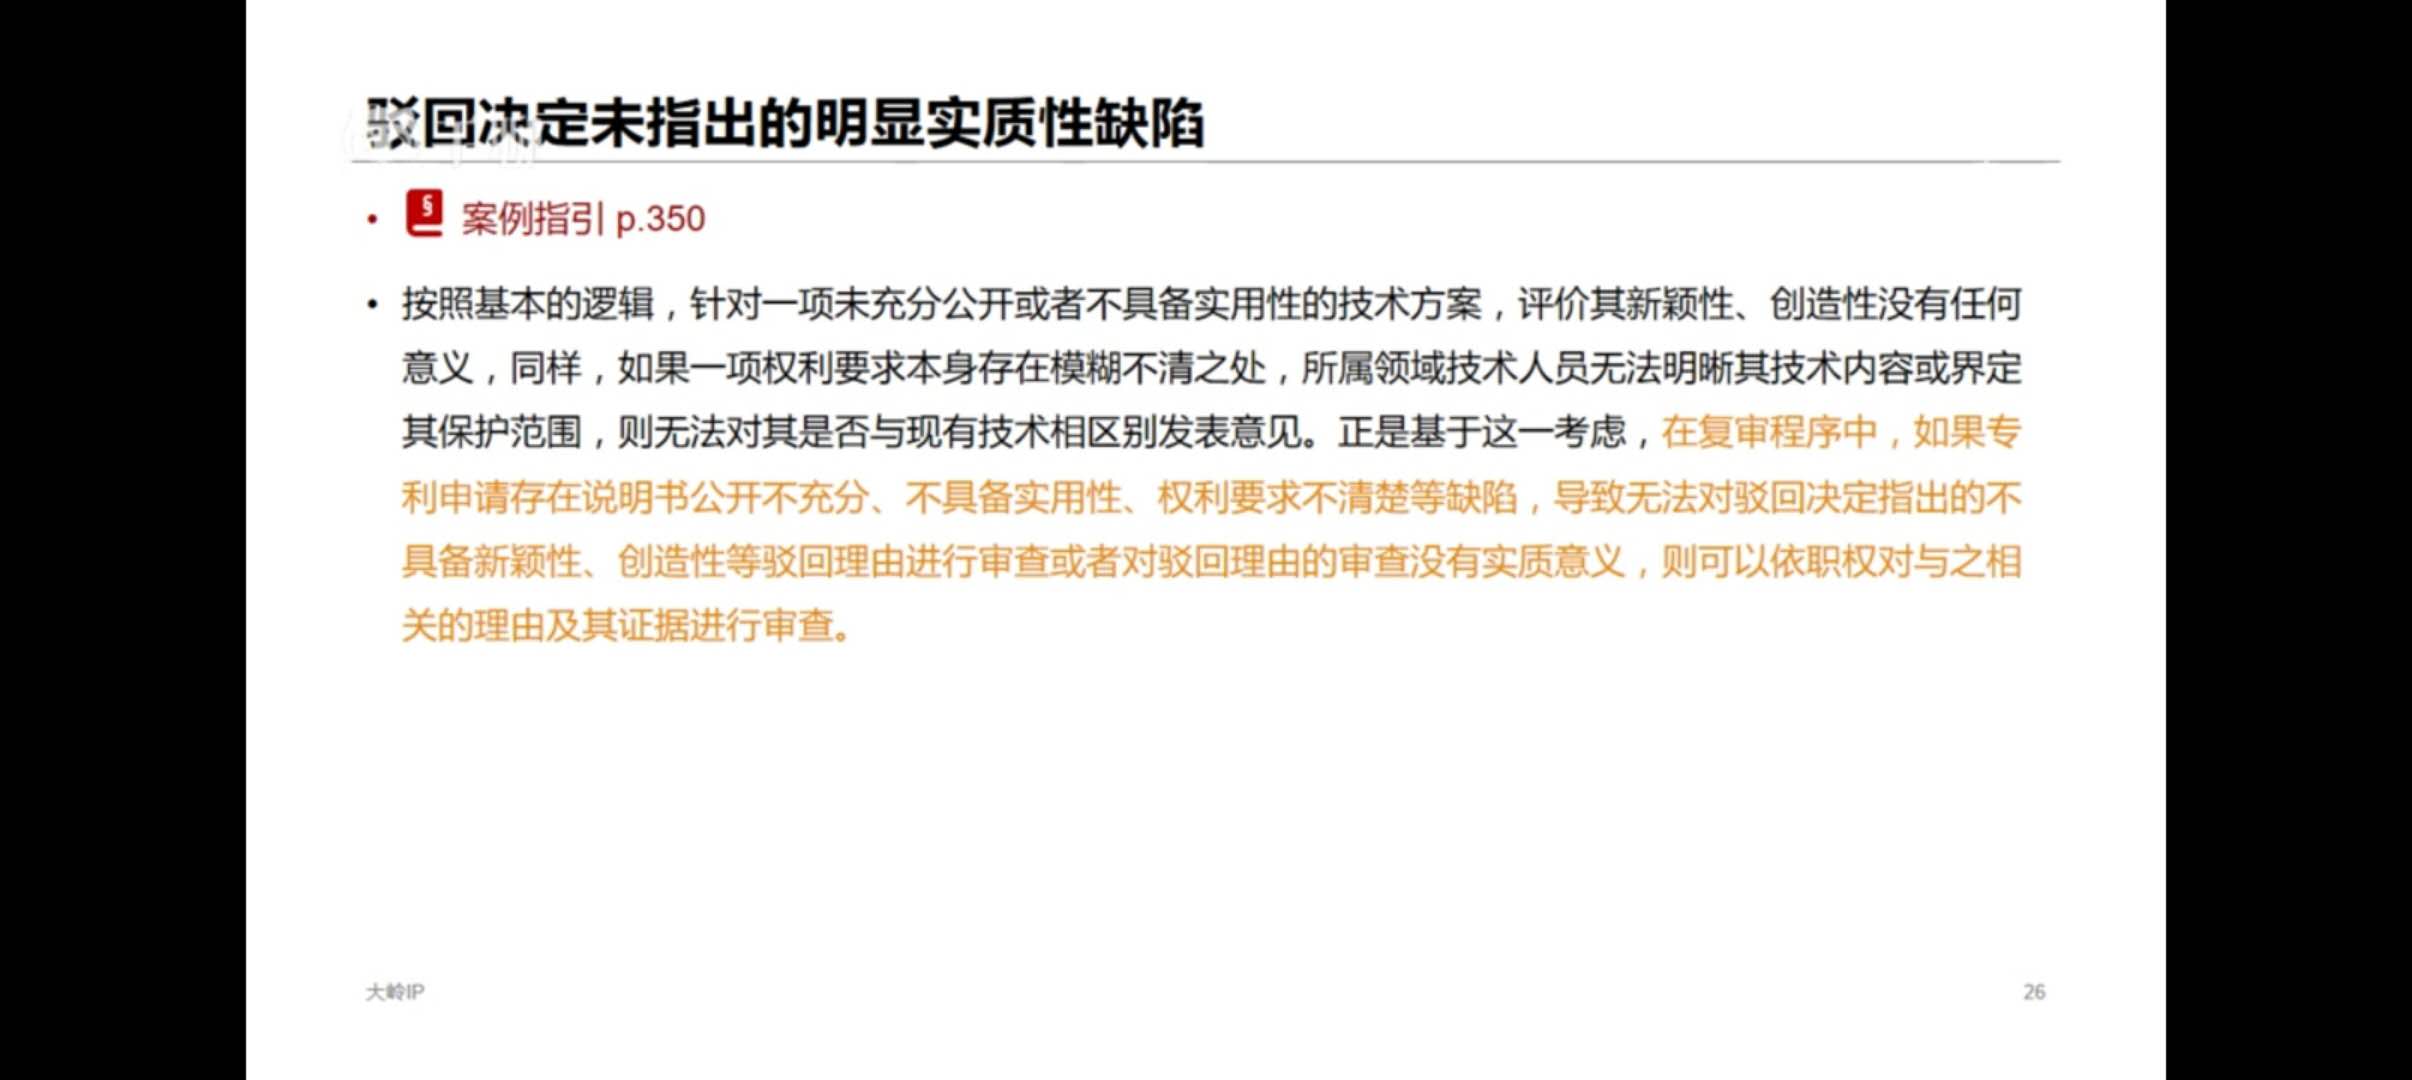 驳回决定未指出的明显实质性缺陷
• § 案例指引 p.350
• 按照基本的逻辑，针对一项未充分公开或者不具备实用性的技术方案，评价其新颖性、创造性没有任何
意义，同样，如果一项权利要求本身存在模糊不清之处，所属领域技术人员无法明晰其技术内容或界定
其保护范围，则无法对其是否与现有技术相区别发表意见。正是基于这一考虑，在复审程序中，如果专
利申请存在说明书公开不充分、不具备实用性、权利要求不清楚等缺陷，导致无法对驳回决定指出的不
具备新颖性、创造性等驳回理由进行审查或者对驳回理由的审查没有实质意义，则可以依职权对与之相
关的理由及其证据进行审查。
大岭IP
26